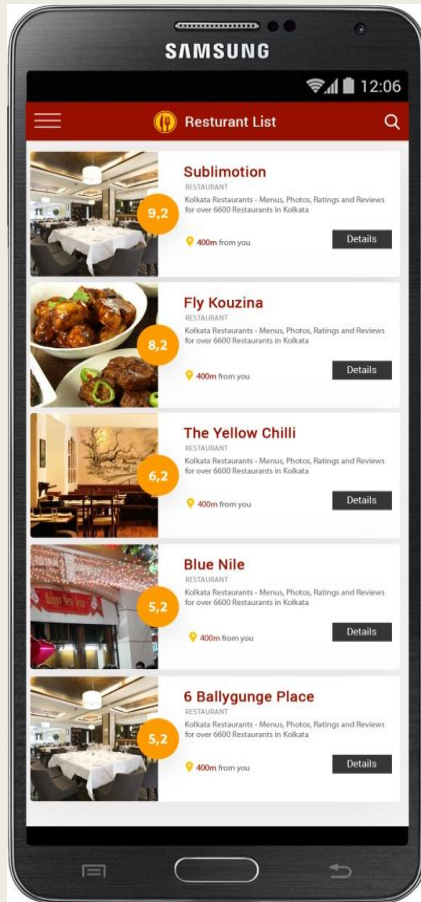 SAMSUNG
12:06
Resturant List
Sublimotion
RESTAURANT
Kolkata Restaurants - Menus, Photos, Ratings and Reviews
for over 6600 Restaurants in Kolkata
9,2
400m from you
Details
Fly Kouzina
RESTAURANT
Kolkata Restaurants - Menus, Photos, Ratings and Reviews
for over 6600 Restaurants in Kolkata
8,2
400m from you
Details
The Yellow Chilli
RESTAURANT
Kolkata Restaurants - Menus, Photos, Ratings and Reviews
for over 6600 Restaurants in Kolkata
6,2
400m from you
Details
Blue Nile
RESTAURANT
Kolkata Restaurants - Menus, Photos, Ratings and Reviews
for over 6600 Restaurants in Kolkata
Happy New Year
5,2
400m from you
Details
6 Ballygunge Place
RESTAURANT
Kolkata Restaurants - Menus, Photos, Ratings and Reviews
for over 6600 Restaurants in Kolkata
5,2
400m from you
Details